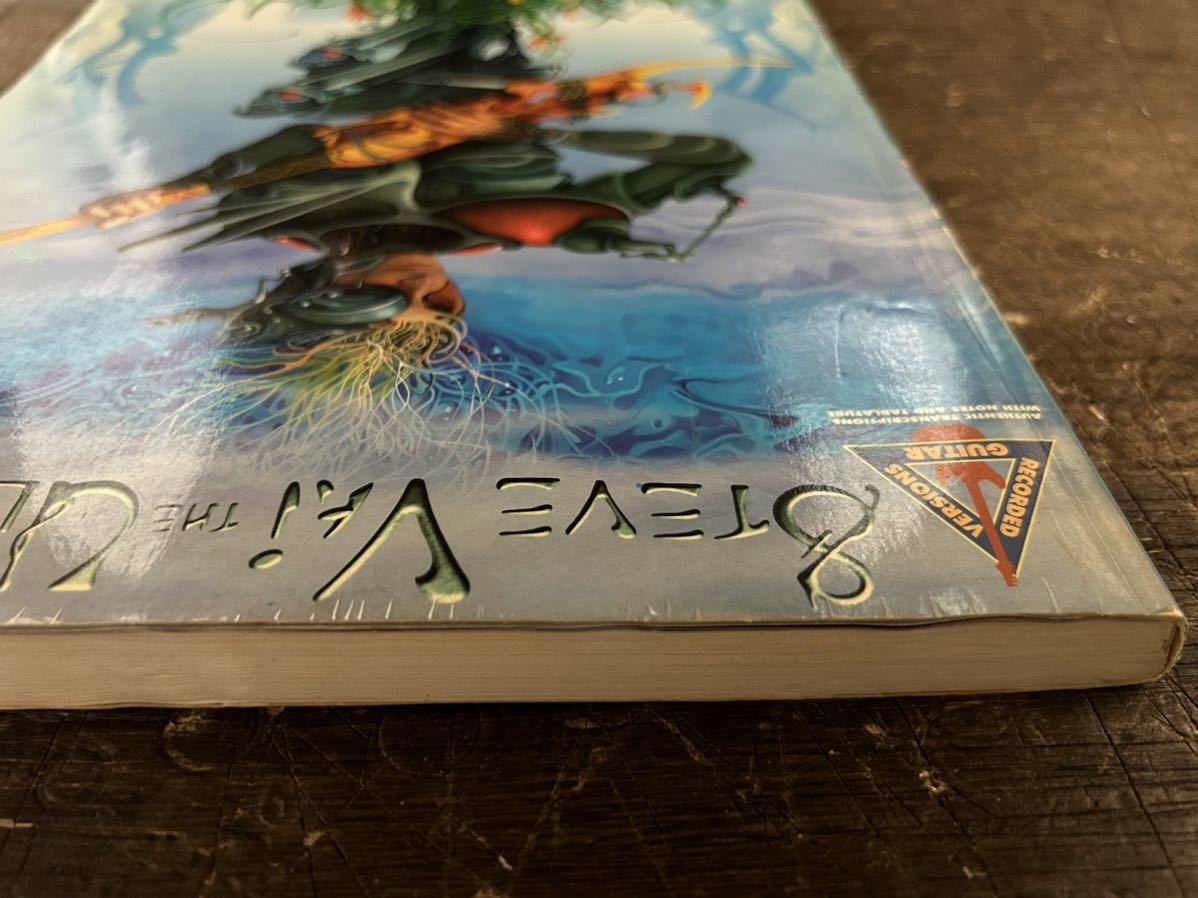 STEVE VAI THE
RECORDED
GUITAR
VERSIONS
AUTHENTIC TRANSCRIPTIONS
WITH NOTES AND TABLATURE